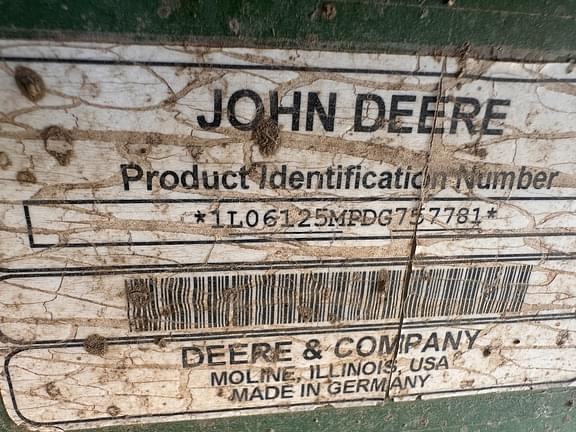 JOHN DEERE
Product Identification Number
*1L06125MPDG757781*
DEERE & COMPANY
MOLINE, ILLINOIS, USA
MADE IN GERMANY